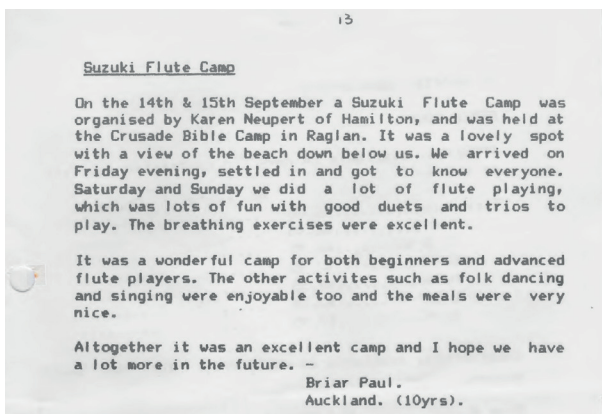 13
Suzuki Flute Camp
On the 14th & 15th September a Suzuki Flute Camp was
organised by Karen Neupert of Hamilton, and was held at
the Crusade Bible Camp in Raglan. It was a lovely spot
with a view of the beach down below us. We arrived on
Friday evening, settled in and got to know everyone.
Saturday and Sunday we did a lot of flute playing,
which was lots of fun with good duets and trios to
play. The breathing exercises were excellent.
It was a wonderful camp for both beginners and advanced
flute players. The other activites such as folk dancing
and singing were enjoyable too and the meals were very
nice.
Altogether it was an excellent camp and I hope we have
a lot more in the future. -
Briar Paul.
Auckland. (10yrs).